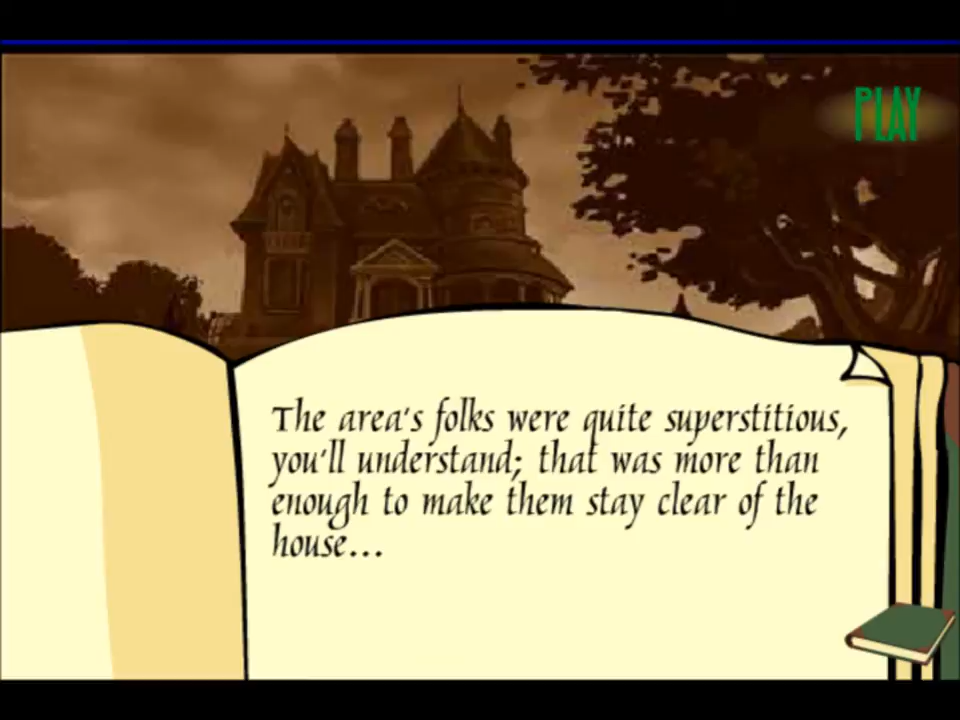 PLAY
The area's folks were quite superstitious,
you'll understand; that was more than
enough to make them stay clear of the
house...